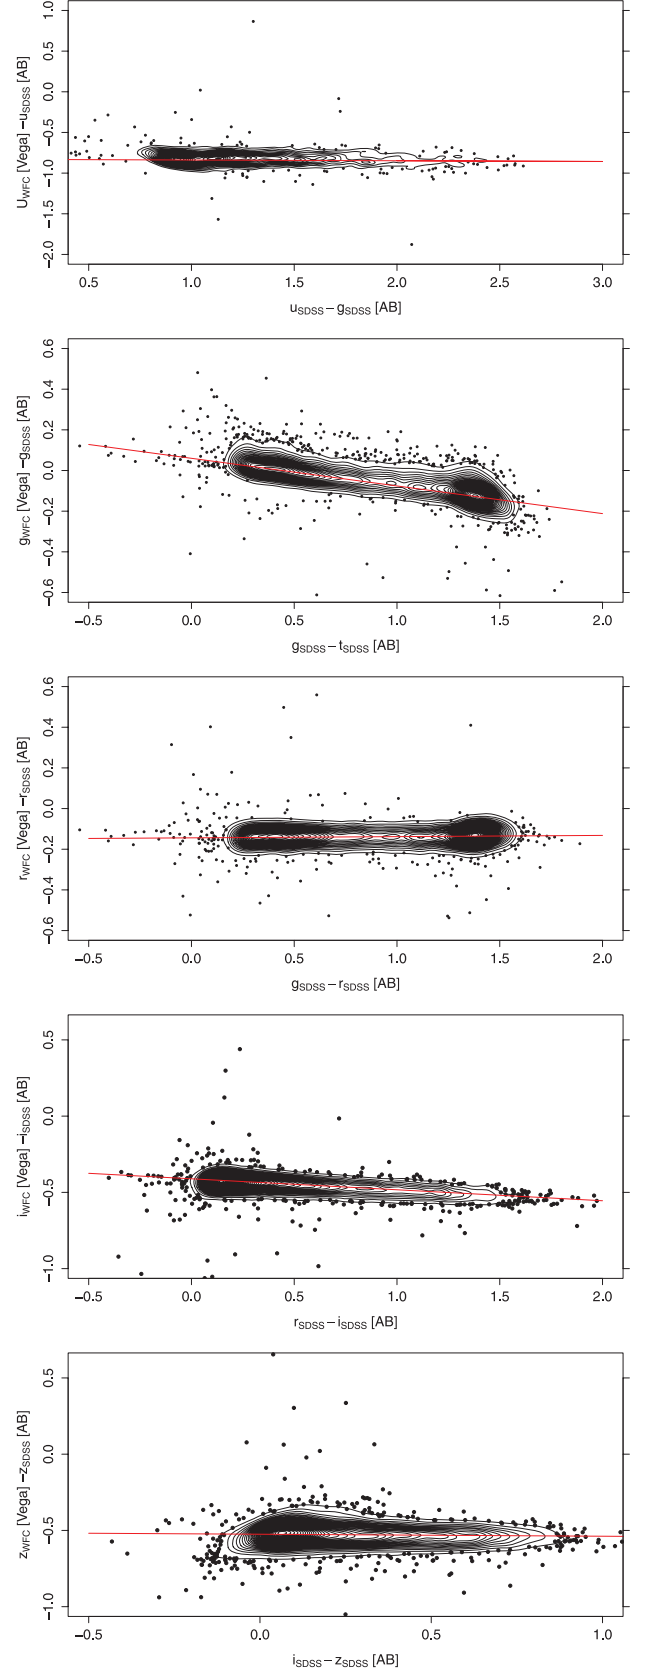 1.0
0.5
0.0
−0.5
−1.0
−2.0
U_WFC [Vega] −u_SDSS [AB]
0.5 1.0 1.5 2.0 2.5 3.0
u_SDSS − g_SDSS [AB]
0.6
0.4
0.2
0.0
−0.2
−0.4
−0.6
g_WFC [Vega] −g_SDSS [AB]
−0.5 0.0 0.5 1.0 1.5 2.0
g_SDSS − t_SDSS [AB]
0.6
0.4
0.2
0.0
−0.2
−0.4
−0.6
r_WFC [Vega] −r_SDSS [AB]
−0.5 0.0 0.5 1.0 1.5 2.0
g_SDSS − r_SDSS [AB]
0.5
0.0
−0.5
−1.0
i_WFC [Vega] −i_SDSS [AB]
−0.5 0.0 0.5 1.0 1.5 2.0
r_SDSS − i_SDSS [AB]
0.5
0.0
−0.5
−1.0
z_WFC [Vega] −z_SDSS [AB]
−0.5 0.0 0.5 1.0
i_SDSS − z_SDSS [AB]